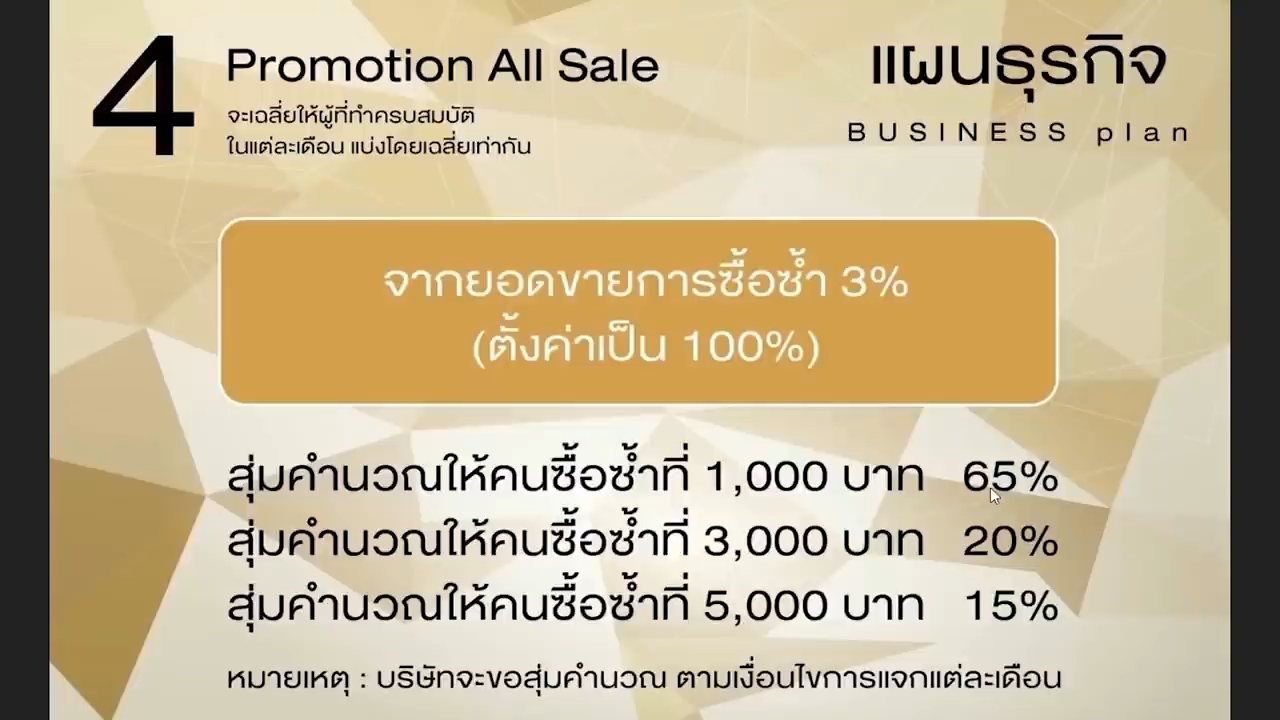 4
Promotion All Sale
จะเฉลี่ยให้ผู้ที่ทำครบสมบัติ
ในแต่ละเดือน แบ่งโดยเฉลี่ยเท่ากัน
แผนธุรกิจ
BUSINESS plan
จากยอดขายการซื้อซ้ำ 3%
(ตั้งค่าเป็น 100%)
สุ่มคำนวณให้คนซื้อซ้ำที่ 1,000 บาท 65%
สุ่มคำนวณให้คนซื้อซ้ำที่ 3,000 บาท 20%
สุ่มคำนวณให้คนซื้อซ้ำที่ 5,000 บาท 15%
หมายเหตุ : บริษัทจะขอสุ่มคำนวณ ตามเงื่อนไขการแจกแต่ละเดือน